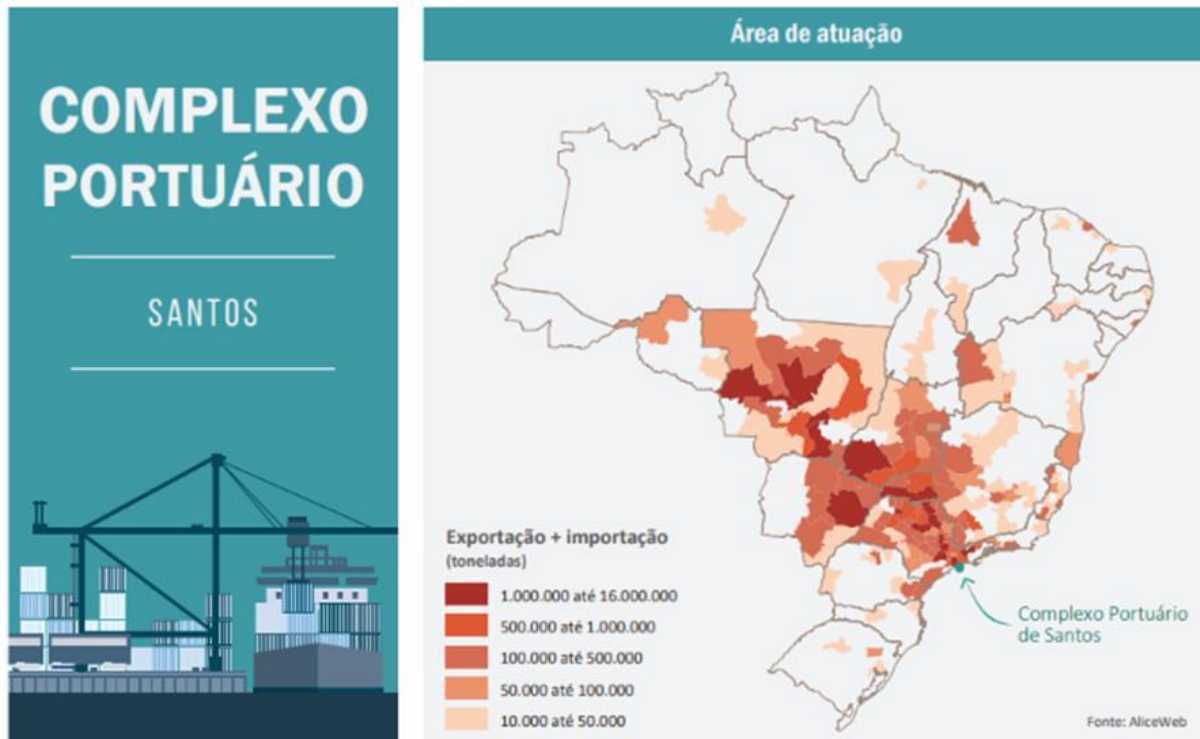 COMPLEXO
PORTUÁRIO
SANTOS
Área de atuação
Exportação + importação
(toneladas)
1.000.000 até 16.000.000
500.000 até 1.000.000
100.000 até 500.000
50.000 até 100.000
10.000 até 50.000
Complexo Portuário
de Santos
Fonte: AliceWeb